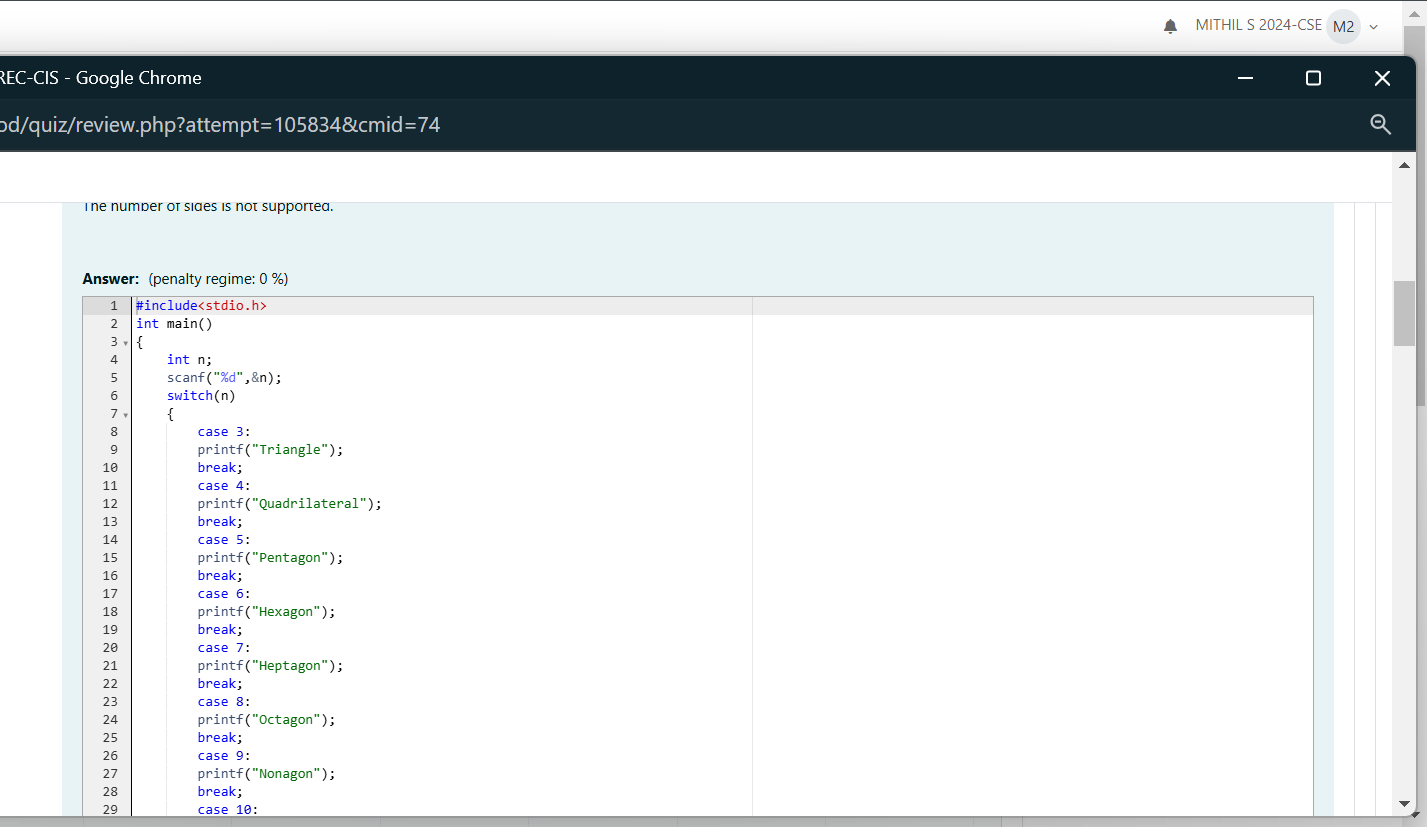 MITHIL S 2024-CSE M2
REC-CIS - Google Chrome
od/quiz/review.php?attempt=105834&cmid=74
The number of sides is not supported.
Answer: (penalty regime: 0 %)
1 #include<stdio.h>
2 int main()
3 {
4 int n;
5 scanf("%d",&n);
6 switch(n)
7 {
8 case 3:
9 printf("Triangle");
10 break;
11 case 4:
12 printf("Quadrilateral");
13 break;
14 case 5:
15 printf("Pentagon");
16 break;
17 case 6:
18 printf("Hexagon");
19 break;
20 case 7:
21 printf("Heptagon");
22 break;
23 case 8:
24 printf("Octagon");
25 break;
26 case 9:
27 printf("Nonagon");
28 break;
29 case 10: